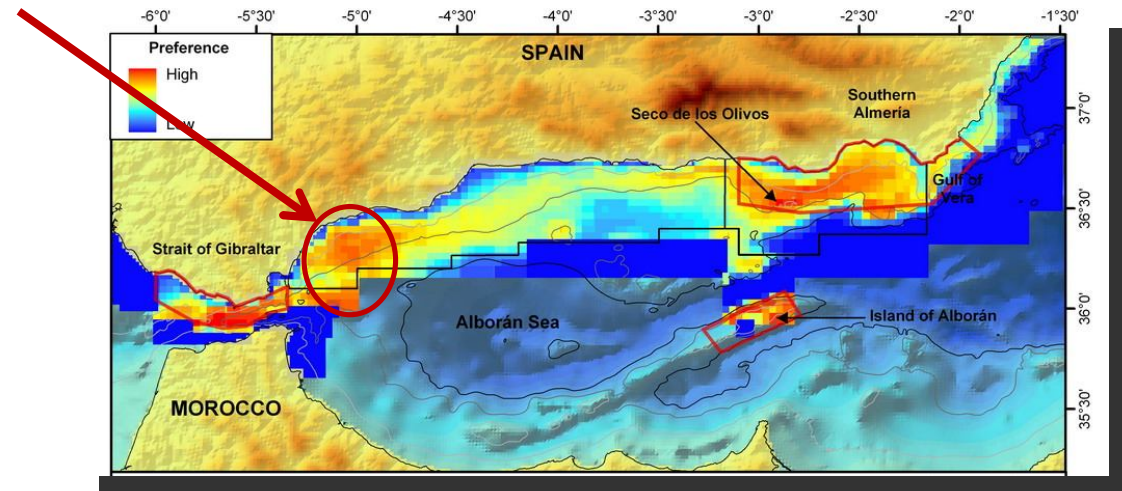 -6°0' -5°30' -5°0' -4°30' -4°0' -3°30' -3°0' -2°30' -2°0' -1°30'
Preference
High
Low
SPAIN
Southern
Almeria
Seco de los Olivos
37°0'
Gulf of
Vera
36°30'
Strait of Gibraltar
36°0'
Island of Alborán
Alborán Sea
35°30'
MOROCCO